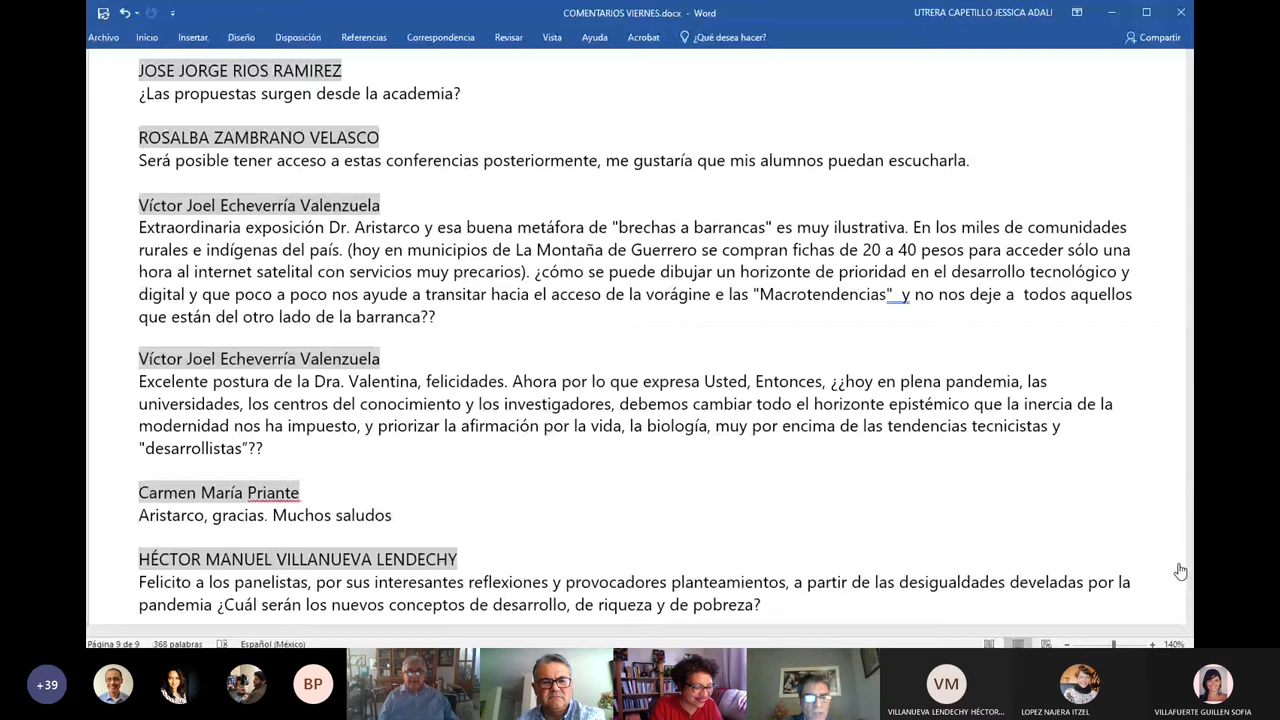 COMENTARIOS VIERNES.docx - Word
UTRERA CAPETILLO JESSICA ADALI
Archivo Inicio Insertar Diseño Disposición Referencias Correspondencia Revisar Vista Ayuda Acrobat ¿Qué desea hacer? Compartir
JOSE JORGE RIOS RAMIREZ
¿Las propuestas surgen desde la academia?
ROSALBA ZAMBRANO VELASCO
Será posible tener acceso a estas conferencias posteriormente, me gustaría que mis alumnos puedan escucharla.
Víctor Joel Echeverría Valenzuela
Extraordinaria exposición Dr. Aristarco y esa buena metáfora de "brechas a barrancas" es muy ilustrativa. En los miles de comunidades
rurales e indígenas del país. (hoy en municipios de La Montaña de Guerrero se compran fichas de 20 a 40 pesos para acceder sólo una
hora al internet satelital con servicios muy precarios). ¿cómo se puede dibujar un horizonte de prioridad en el desarrollo tecnológico y
digital y que poco a poco nos ayude a transitar hacia el acceso de la vorágine e las "Macrotendencias" y no nos deje a todos aquellos
que están del otro lado de la barranca??
Víctor Joel Echeverría Valenzuela
Excelente postura de la Dra. Valentina, felicidades. Ahora por lo que expresa Usted, Entonces, ¿¿hoy en plena pandemia, las
universidades, los centros del conocimiento y los investigadores, debemos cambiar todo el horizonte epistémico que la inercia de la
modernidad nos ha impuesto, y priorizar la afirmación por la vida, la biología, muy por encima de las tendencias tecnicistas y
"desarrollistas“??
Carmen María Priante
Aristarco, gracias. Muchos saludos
HÉCTOR MANUEL VILLANUEVA LENDECHY
Felicito a los panelistas, por sus interesantes reflexiones y provocadores planteamientos, a partir de las desigualdades develadas por la
pandemia ¿Cuál serán los nuevos conceptos de desarrollo, de riqueza y de pobreza?
Página 9 de 9 368 palabras Español (México) 140%
+39 BP VM
VILLANUEVA LENDECHY HÉCTOR... LOPEZ NAJERA ITZEL VILLAFUERTE GUILLEN SOFIA